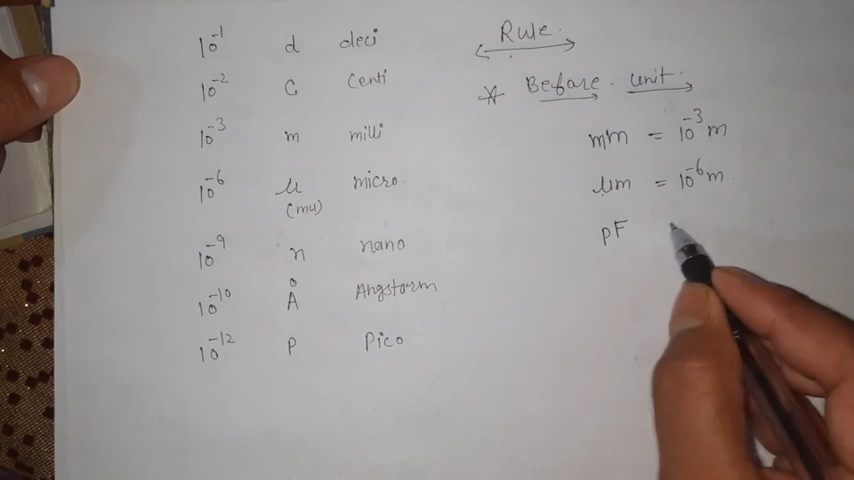 10⁻¹ d deci
10⁻² C Centi
10⁻³ m milli
10⁻⁶ μ micro.
(mu)
10⁻⁹ n nano
10⁻¹⁰ Å Angstorm
10⁻¹² P Pico
Rule.
* Before unit.
mm = 10⁻³ m
μm = 10⁻⁶ m.
pF